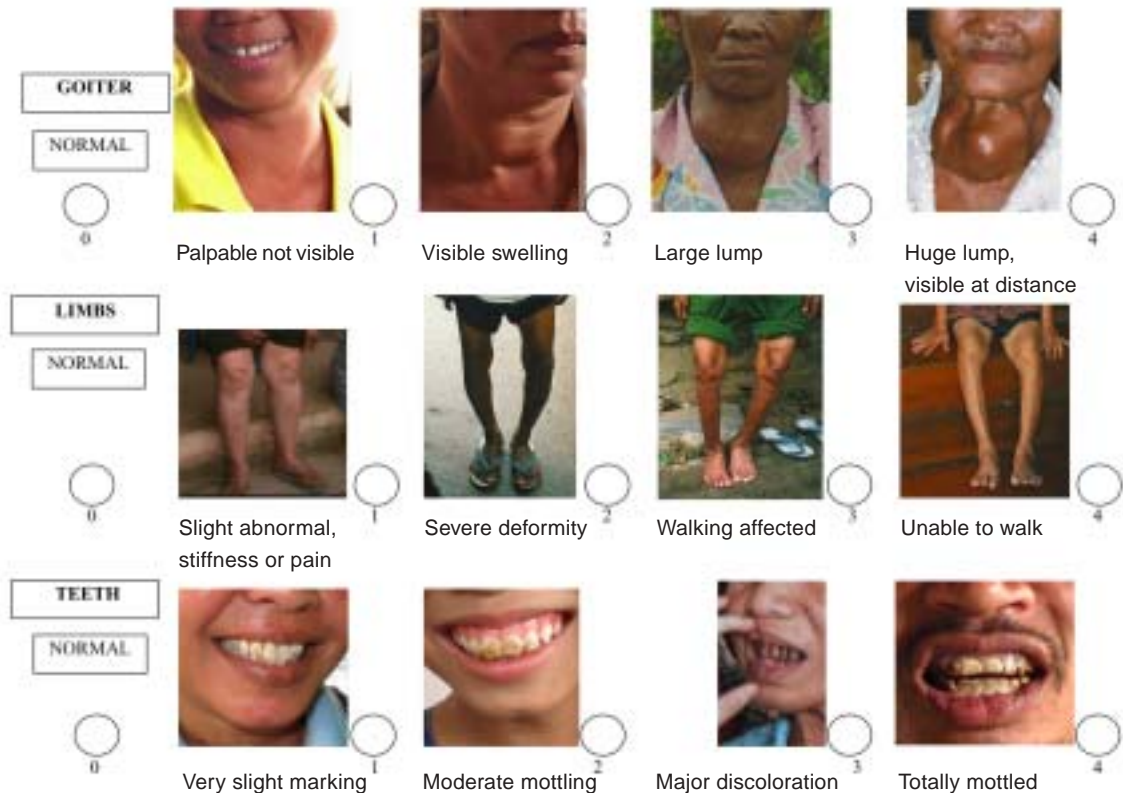 GOITER
NORMAL
0
1
2
3
4
Palpable not visible
Visible swelling
Large lump
Huge lump,
visible at distance
LIMBS
NORMAL
0
1
2
3
4
Slight abnormal,
stiffness or pain
Severe deformity
Walking affected
Unable to walk
TEETH
NORMAL
0
1
2
3
4
Very slight marking
Moderate mottling
Major discoloration
Totally mottled